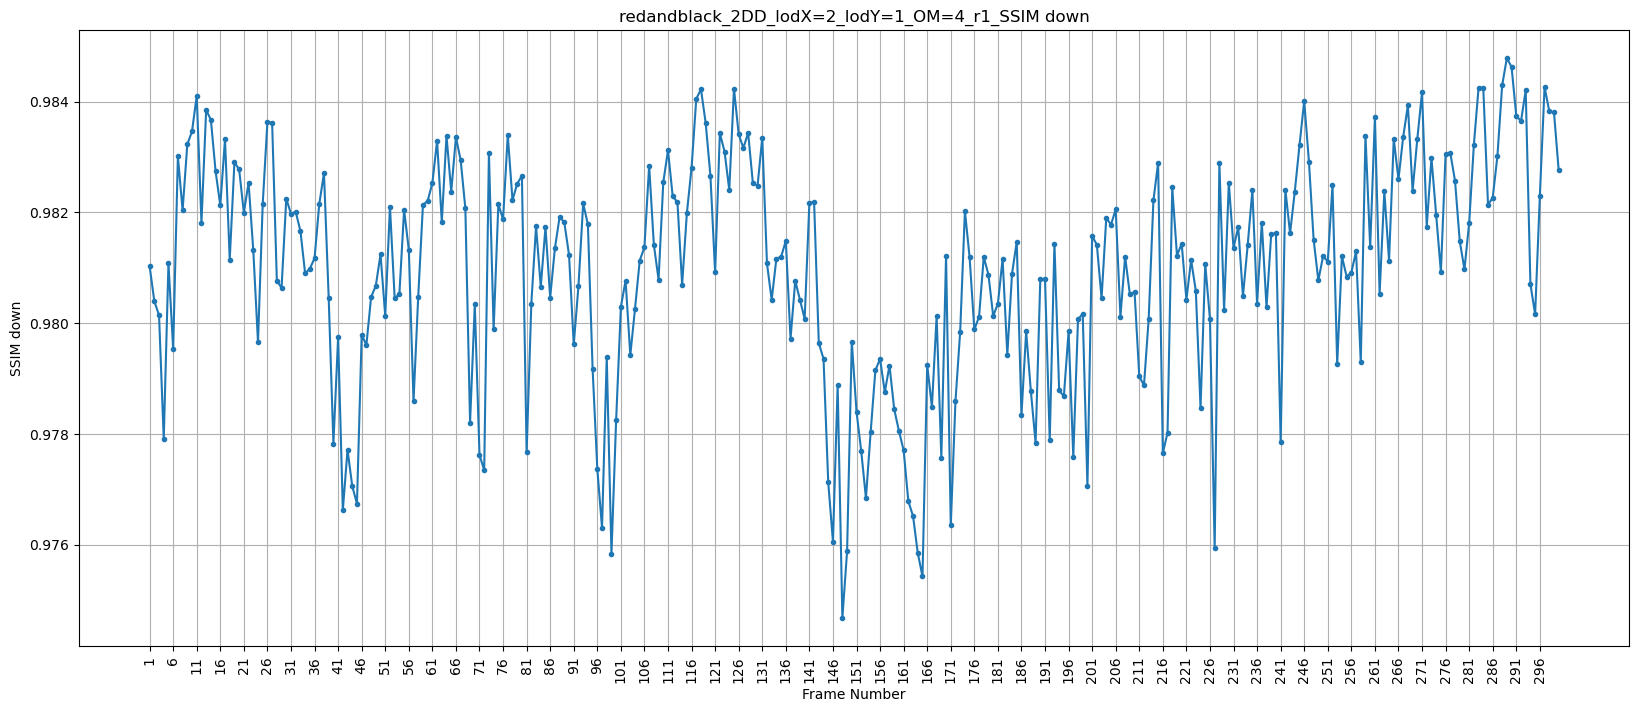 redandblack_2DD_lodX=2_lodY=1_OM=4_r1_SSIM down
SSIM down
0.984
0.982
0.980
0.978
0.976
1 6 11 16 21 26 31 36 41 46 51 56 61 66 71 76 81 86 91 96 101 106 111 116 121 126 131 136 141 146 151 156 161 166 171 176 181 186 191 196 201 206 211 216 221 226 231 236 241 246 251 256 261 266 271 276 281 286 291 296
Frame Number